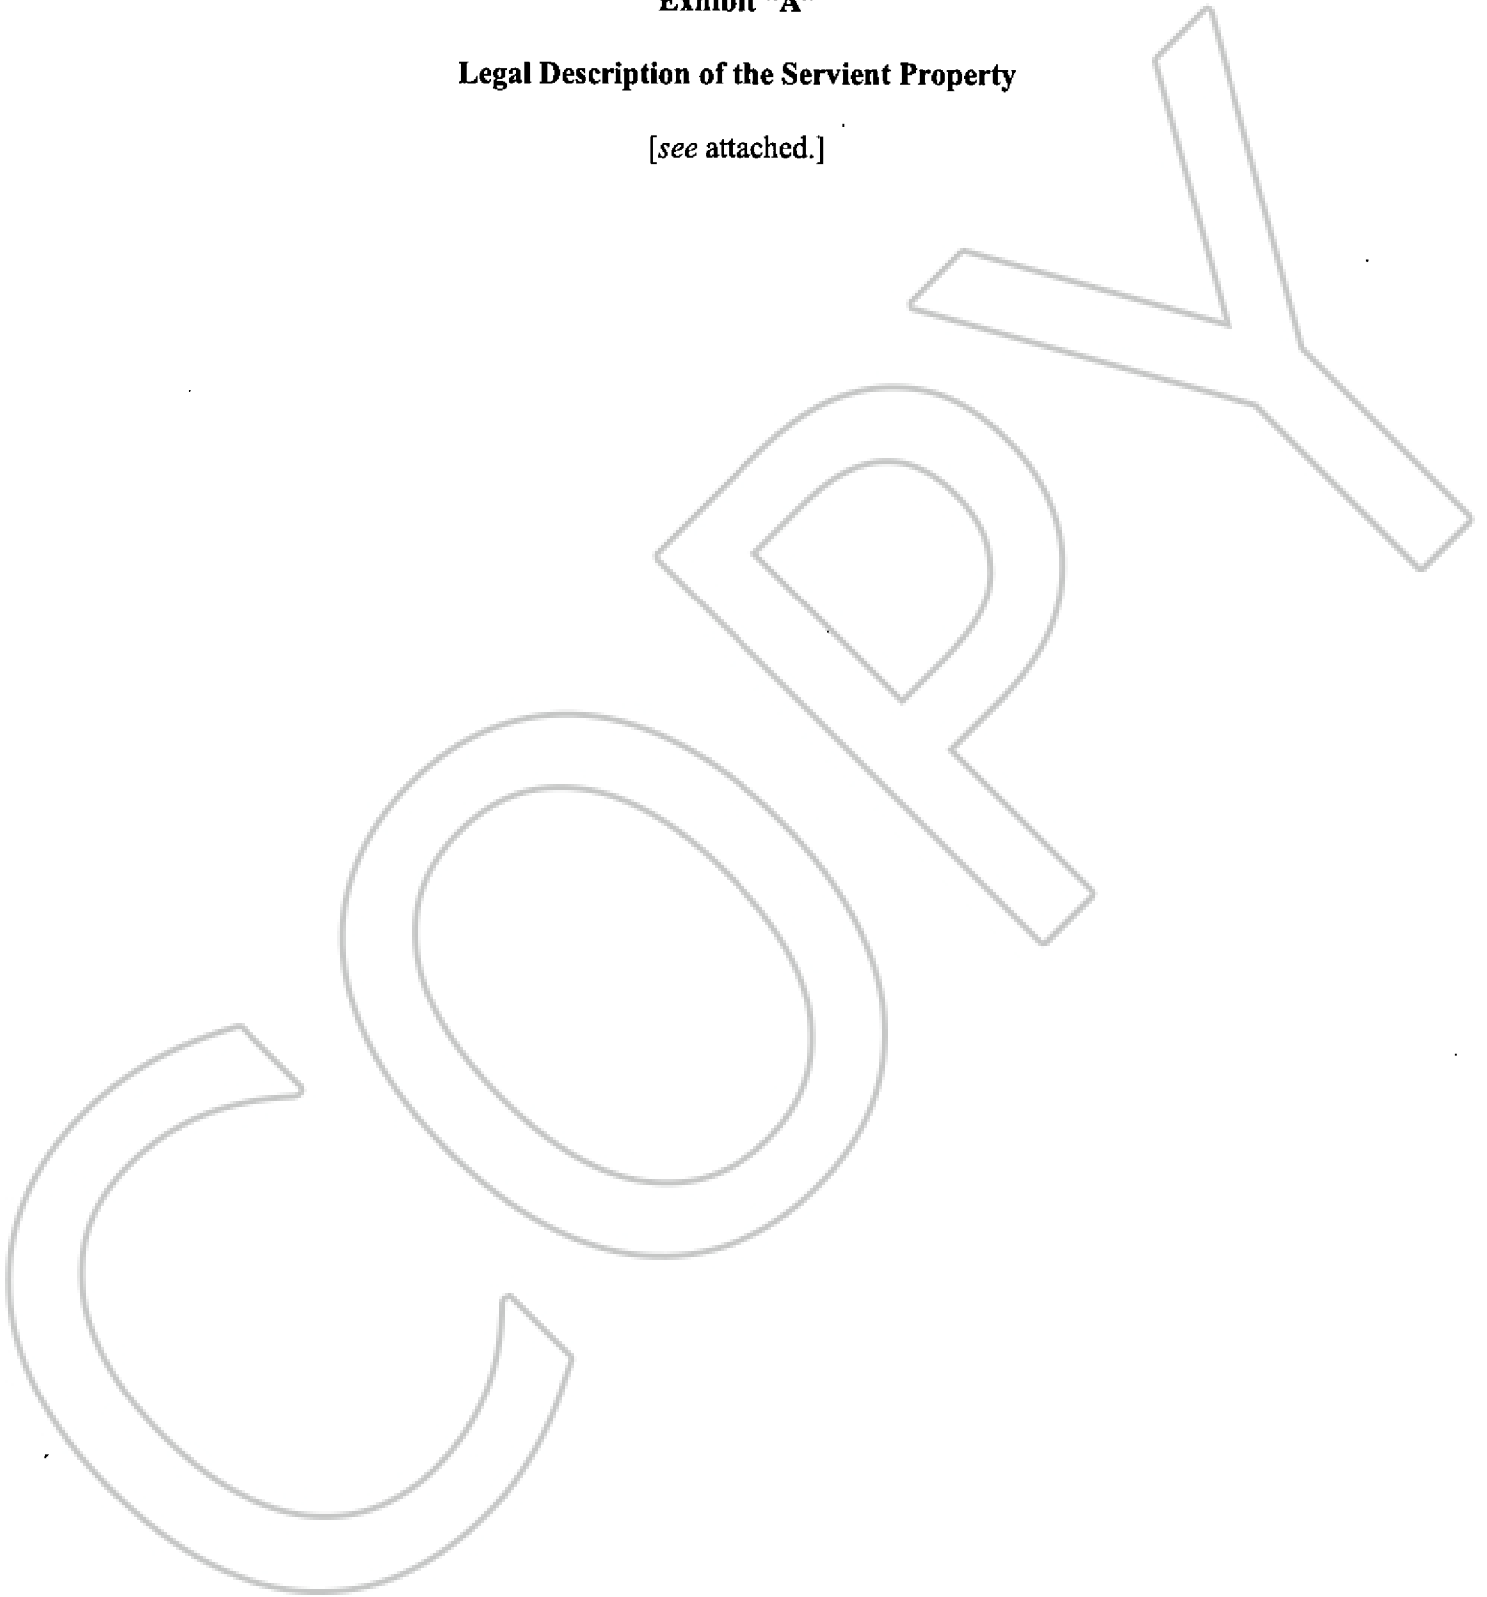 Exhibit "A"
Legal Description of the Servient Property
[see attached.]
COPY